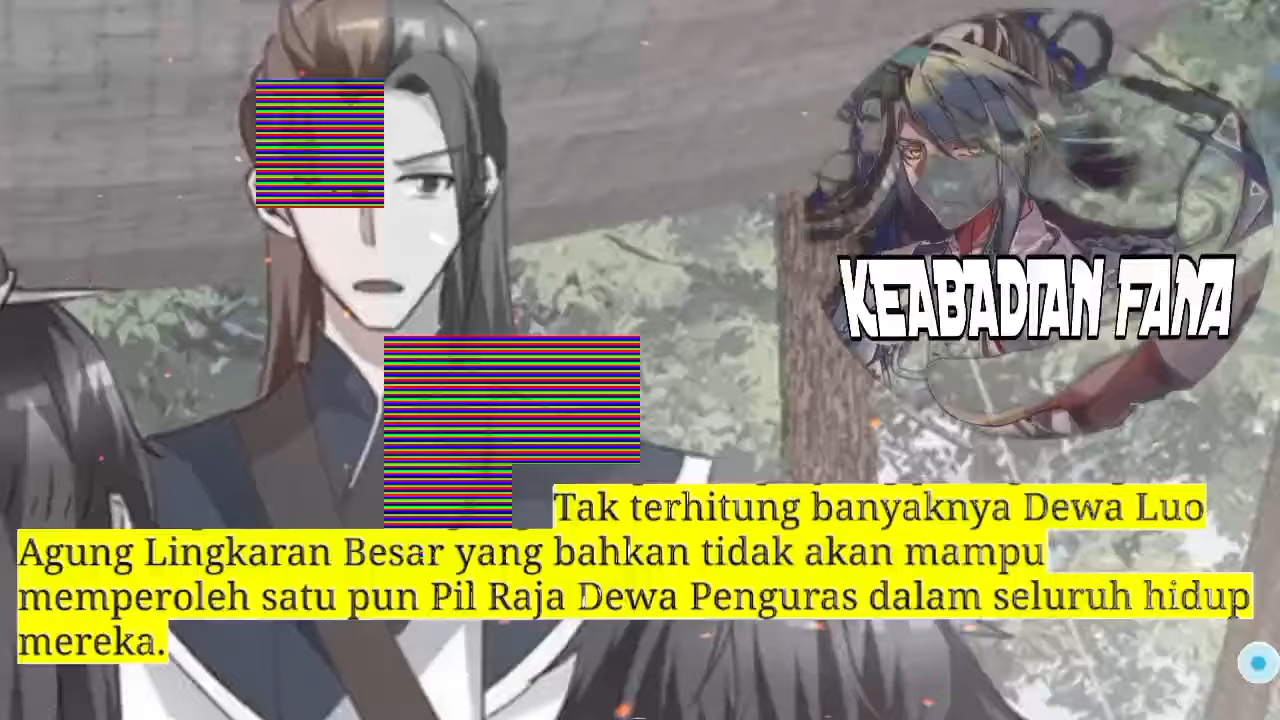 KEABADIAN FANA
Tak terhitung banyaknya Dewa Luo
Agung Lingkaran Besar yang bahkan tidak akan mampu
memperoleh satu pun Pil Raja Dewa Penguras dalam seluruh hidup
mereka.